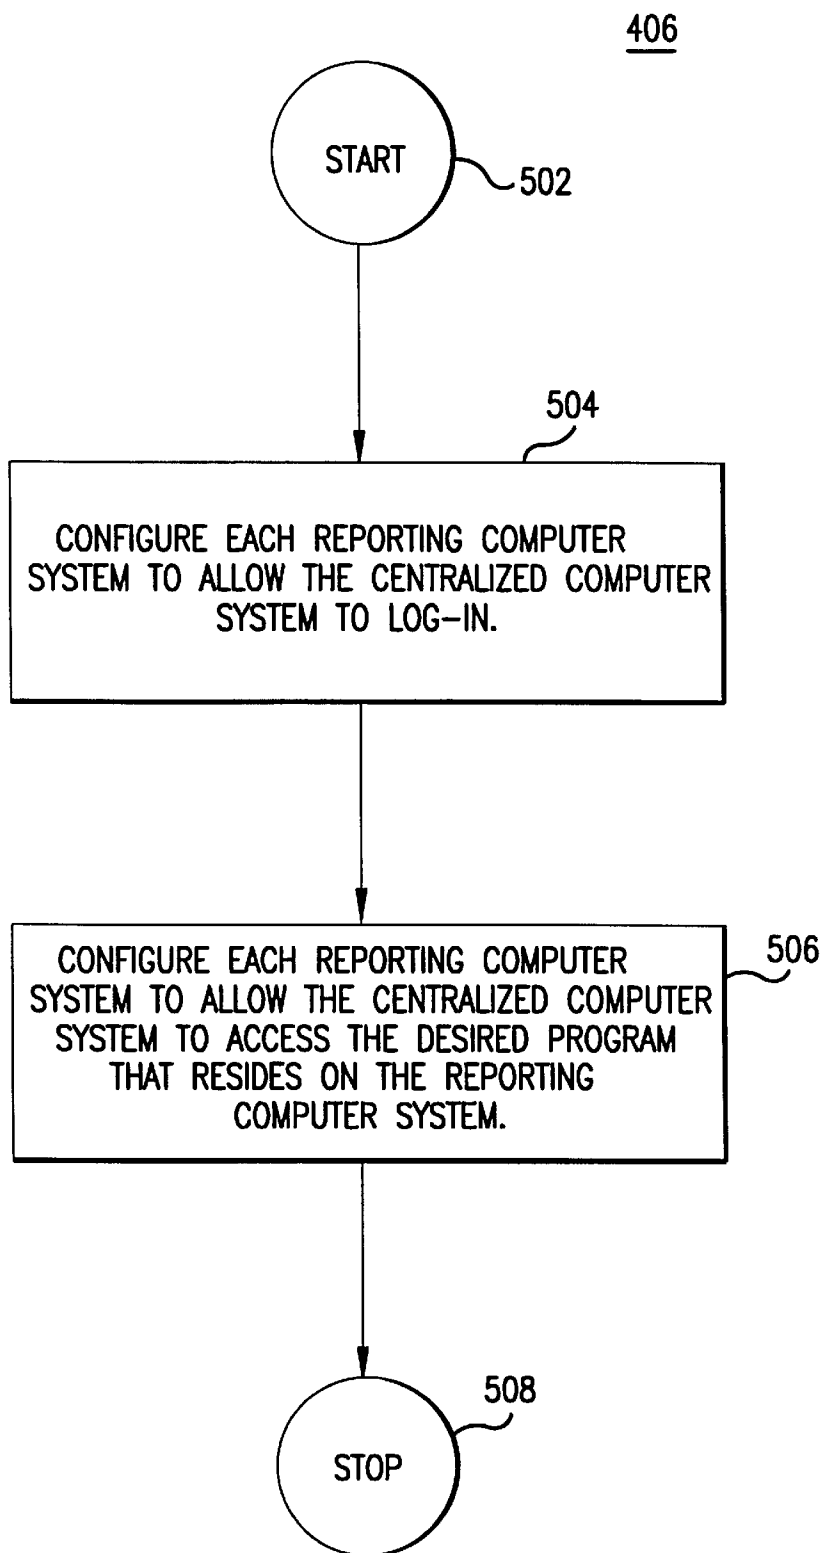 406
START
502
504
CONFIGURE EACH REPORTING COMPUTER
SYSTEM TO ALLOW THE CENTRALIZED COMPUTER
SYSTEM TO LOG-IN.
506
CONFIGURE EACH REPORTING COMPUTER
SYSTEM TO ALLOW THE CENTRALIZED COMPUTER
SYSTEM TO ACCESS THE DESIRED PROGRAM
THAT RESIDES ON THE REPORTING
COMPUTER SYSTEM.
508
STOP